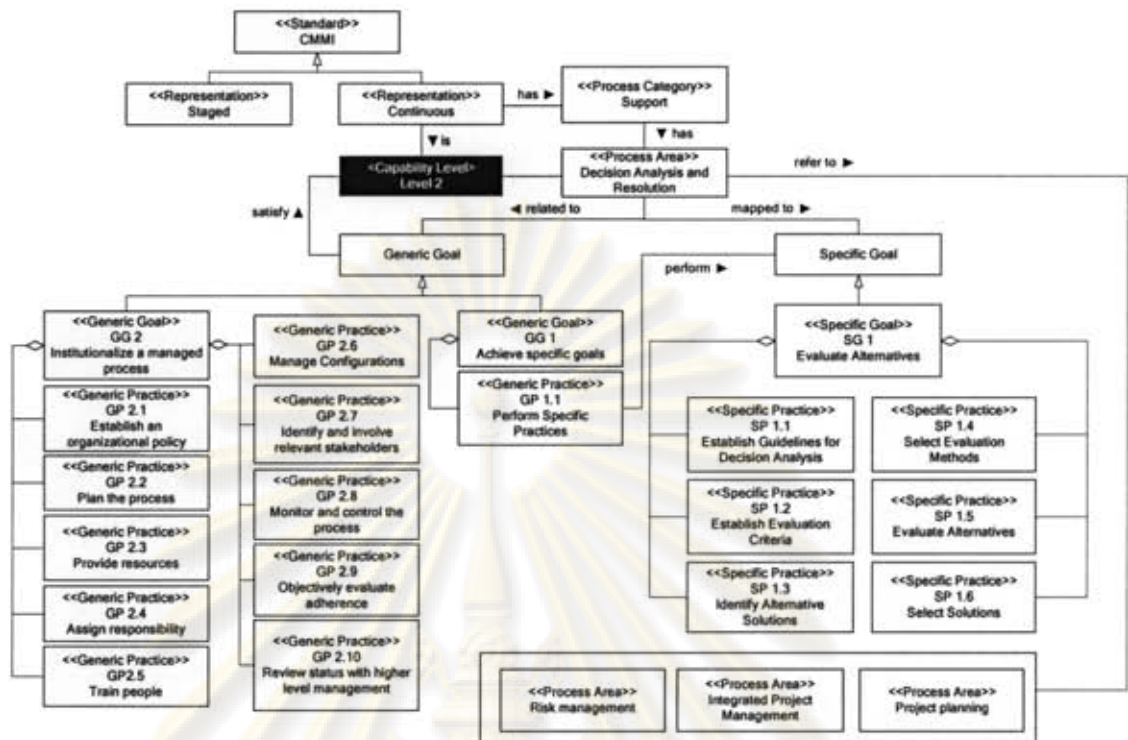 <<Standard>>
CMMI
<<Representation>>
Staged
<<Representation>>
Continuous
has ►
<<Process Category>>
Support
▼ is
▼ has
<Capability Level>
Level 2
<<Process Area>>
Decision Analysis and
Resolution
refer to ►
satisfy ▲
◄ related to
mapped to ►
Generic Goal
perform ►
Specific Goal
<<Generic Goal>>
GG 2
Institutionalize a managed
process
<<Generic Practice>>
GP 2.1
Establish an
organizational policy
<<Generic Practice>>
GP 2.2
Plan the process
<<Generic Practice>>
GP 2.3
Provide resources
<<Generic Practice>>
GP 2.4
Assign responsibility
<<Generic Practice>>
GP2.5
Train people
<<Generic Practice>>
GP 2.6
Manage Configurations
<<Generic Practice>>
GP 2.7
Identify and involve
relevant stakeholders
<<Generic Practice>>
GP 2.8
Monitor and control the
process
<<Generic Practice>>
GP 2.9
Objectively evaluate
adherence
<<Generic Practice>>
GP 2.10
Review status with higher
level management
<<Generic Goal>>
GG 1
Achieve specific goals
<<Generic Practice>>
GP 1.1
Perform Specific
Practices
<<Specific Goal>>
SG 1
Evaluate Alternatives
<<Specific Practice>>
SP 1.1
Establish Guidelines for
Decision Analysis
<<Specific Practice>>
SP 1.2
Establish Evaluation
Criteria
<<Specific Practice>>
SP 1.3
Identify Alternative
Solutions
<<Specific Practice>>
SP 1.4
Select Evaluation
Methods
<<Specific Practice>>
SP 1.5
Evaluate Alternatives
<<Specific Practice>>
SP 1.6
Select Solutions
<<Process Area>>
Risk management
<<Process Area>>
Integrated Project
Management
<<Process Area>>
Project planning